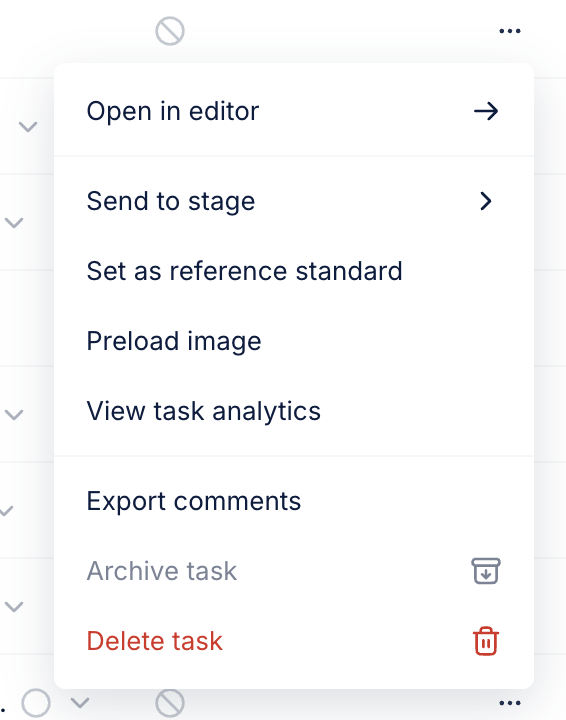 Open in editor
Send to stage
Set as reference standard
Preload image
View task analytics
Export comments
Archive task
Delete task